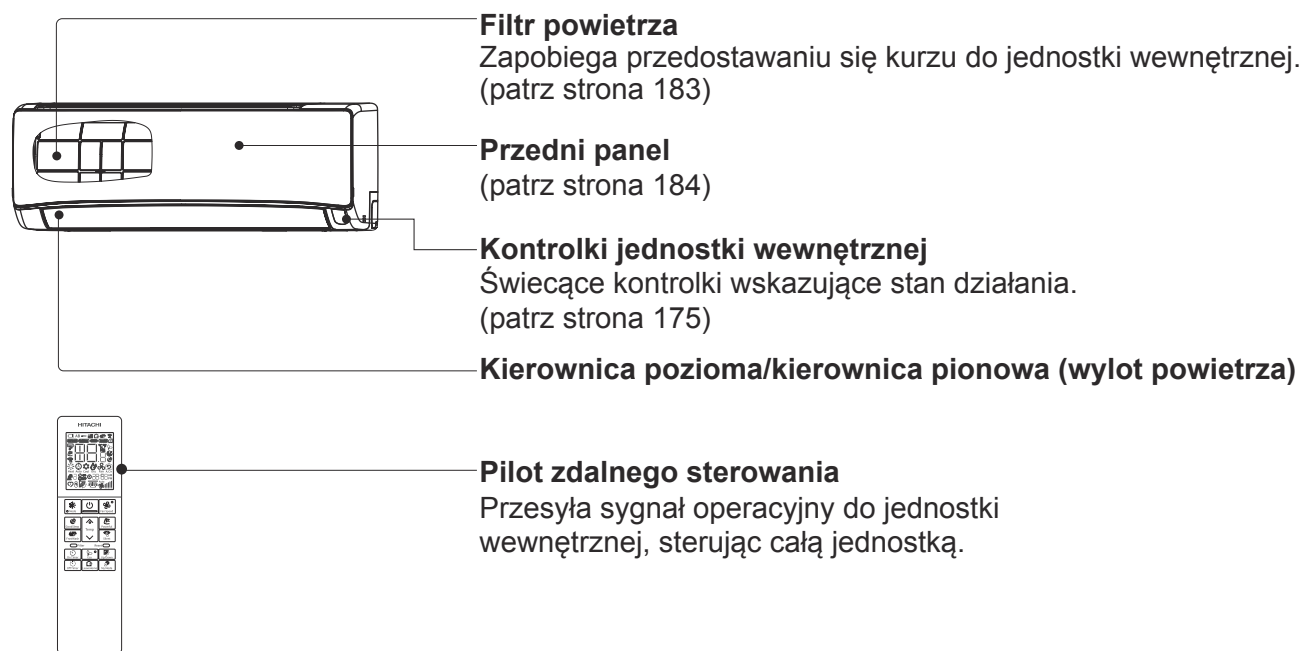 Filtr powietrza
Zapobiega przedostawaniu się kurzu do jednostki wewnętrznej.
(patrz strona 183)
Przedni panel
(patrz strona 184)
Kontrolki jednostki wewnętrznej
Świecące kontrolki wskazujące stan działania.
(patrz strona 175)
Kierownica pozioma/kierownica pionowa (wylot powietrza)
HITACHI
Temp
Pilot zdalnego sterowania
Przesyła sygnał operacyjny do jednostki
wewnętrznej, sterując całą jednostką.